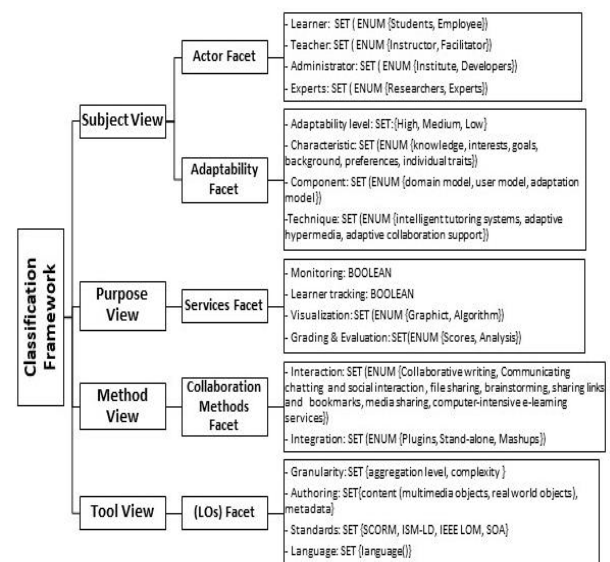 Classification
Framework
Subject View
Actor Facet
- Learner: SET ( ENUM {Students, Employee})
- Teacher: SET ( ENUM {Instructor, Facilitator})
- Administrator: SET ( ENUM {Institute, Developers})
- Experts: SET ( ENUM {Researchers, Experts})
Adaptability
Facet
- Adaptability level: SET:{High, Medium, Low}
- Characteristic: SET (ENUM {knowledge, interests, goals,
background, preferences, individual traits})
- Component: SET (ENUM {domain model, user model, adaptation
model})
-Technique: SET (ENUM {intelligent tutoring systems, adaptive
hypermedia, adaptive collaboration support})
Purpose
View
Services Facet
- Monitoring: BOOLEAN
- Learner tracking: BOOLEAN
- Visualization: SET (ENUM {Graphict, Algorithm})
- Grading & Evaluation: SET(ENUM {Scores, Analysis})
Method
View
Collaboration
Methods
Facet
- Interaction: SET (ENUM {Collaborative writing, Communicating
chatting and social interaction , file sharing, brainstorming, sharing links
and bookmarks, media sharing, computer-intensive e-learning
services})
- Integration: SET (ENUM {Plugins, Stand-alone, Mashups})
Tool View
(LOs) Facet
- Granularity: SET {aggregation level, complexity }
- Authoring: SET{content (multimedia objects, real world objects),
metadata}
- Standards: SET {SCORM, ISM-LD, IEEE LOM, SOA}
- Language: SET {language()}